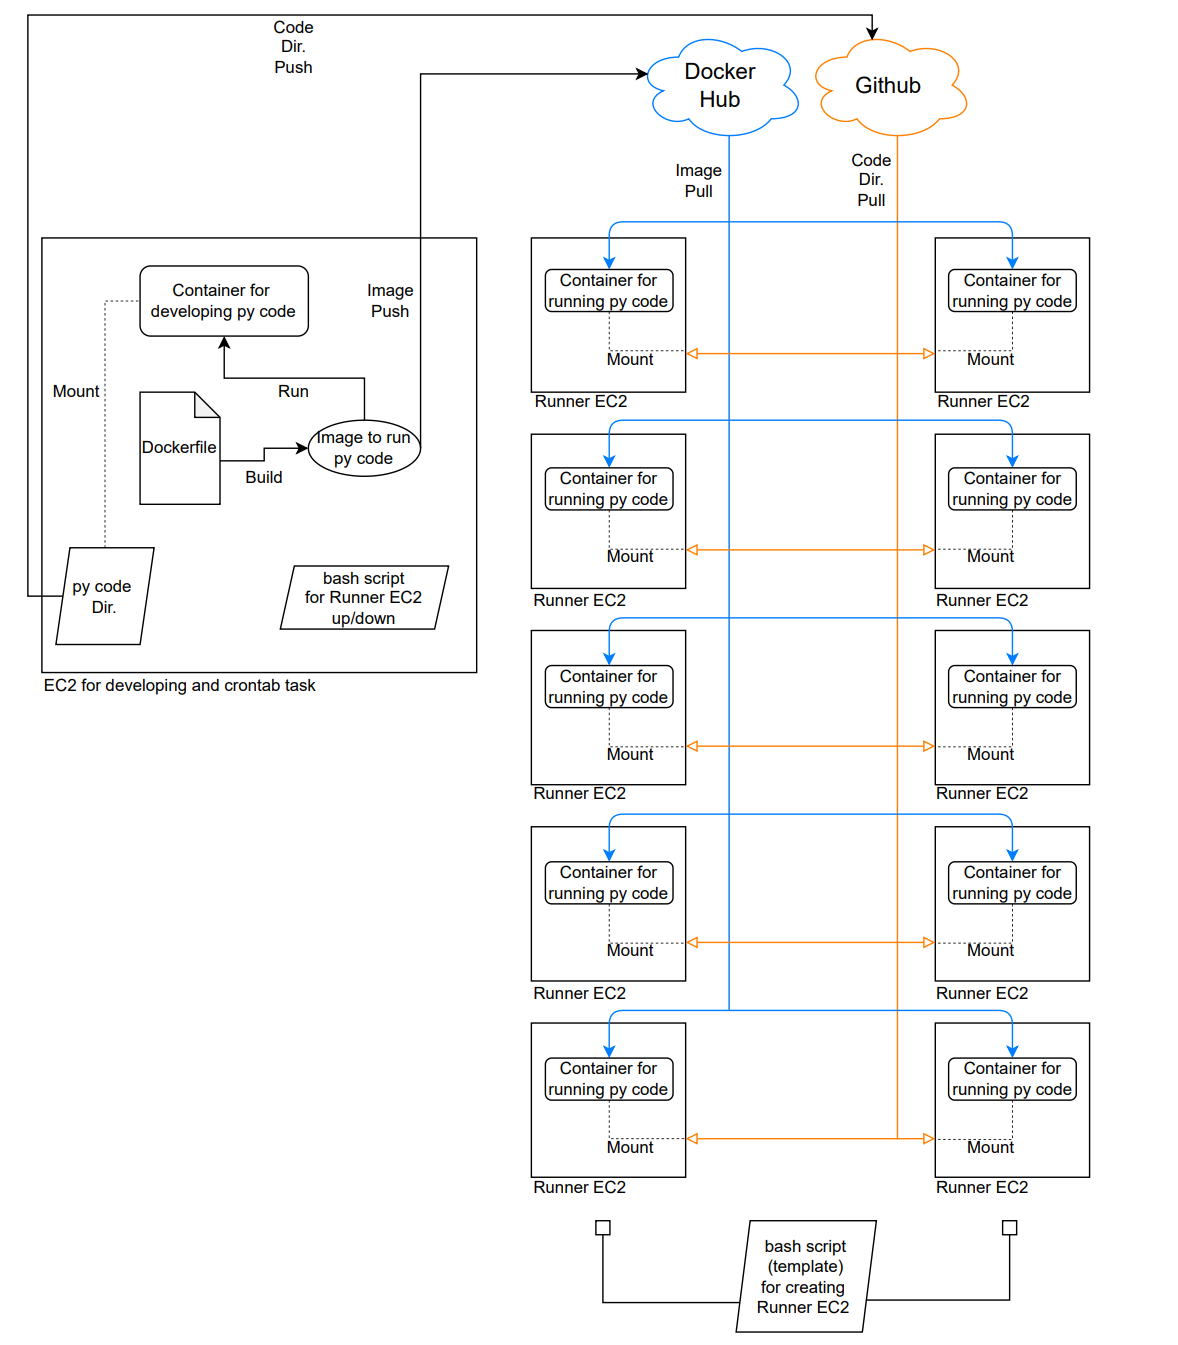 Code
Dir.
Push
Docker
Hub
Github
Image
Pull
Code
Dir.
Pull
Container for
developing py code
Image
Push
Mount
Run
Dockerfile
Image to run
py code
Build
py code
Dir.
bash script
for Runner EC2
up/down
EC2 for developing and crontab task
Container for
running py code
Mount
Runner EC2
Container for
running py code
Mount
Runner EC2
Container for
running py code
Mount
Runner EC2
Container for
running py code
Mount
Runner EC2
Container for
running py code
Mount
Runner EC2
Container for
running py code
Mount
Runner EC2
Container for
running py code
Mount
Runner EC2
Container for
running py code
Mount
Runner EC2
Container for
running py code
Mount
Runner EC2
Container for
running py code
Mount
Runner EC2
bash script
(template)
for creating
Runner EC2